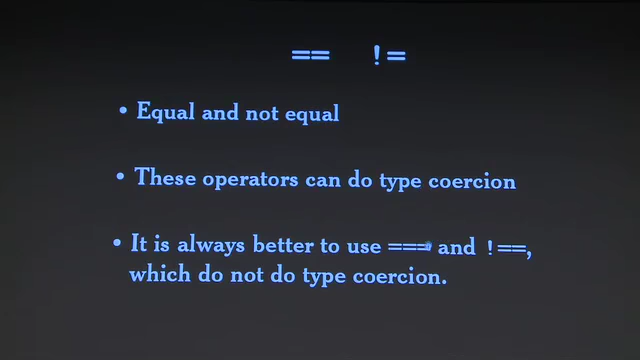 == !=
• Equal and not equal
• These operators can do type coercion
• It is always better to use === and !==,
which do not do type coercion.